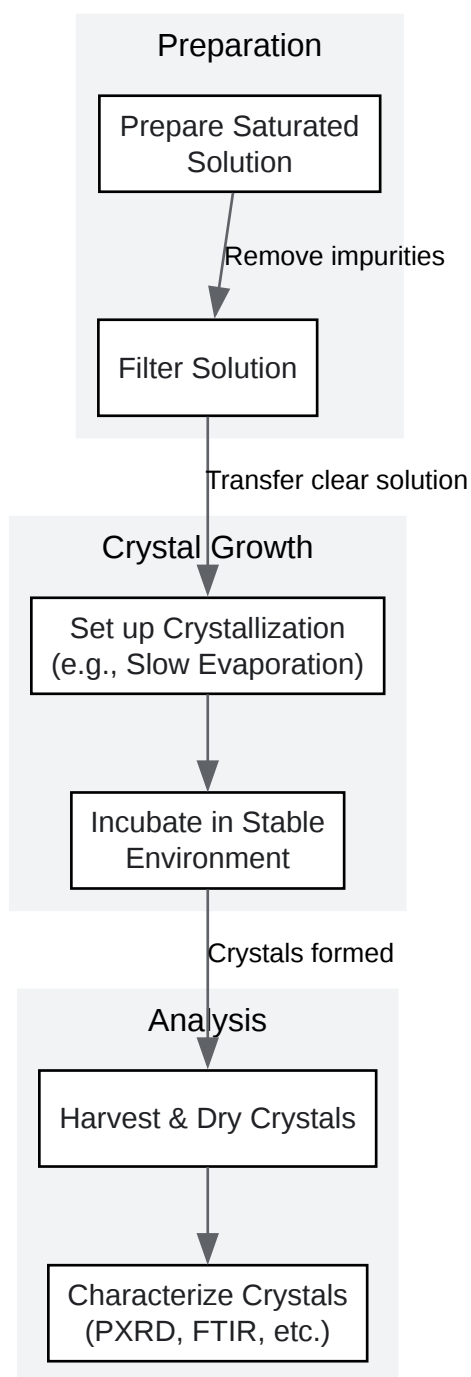 Preparation
Prepare Saturated
Solution
Remove impurities
Filter Solution
Transfer clear solution
Crystal Growth
Set up Crystallization
(e.g., Slow Evaporation)
Incubate in Stable
Environment
Crystals formed
Analysis
Harvest & Dry Crystals
Characterize Crystals
(PXRD, FTIR, etc.)